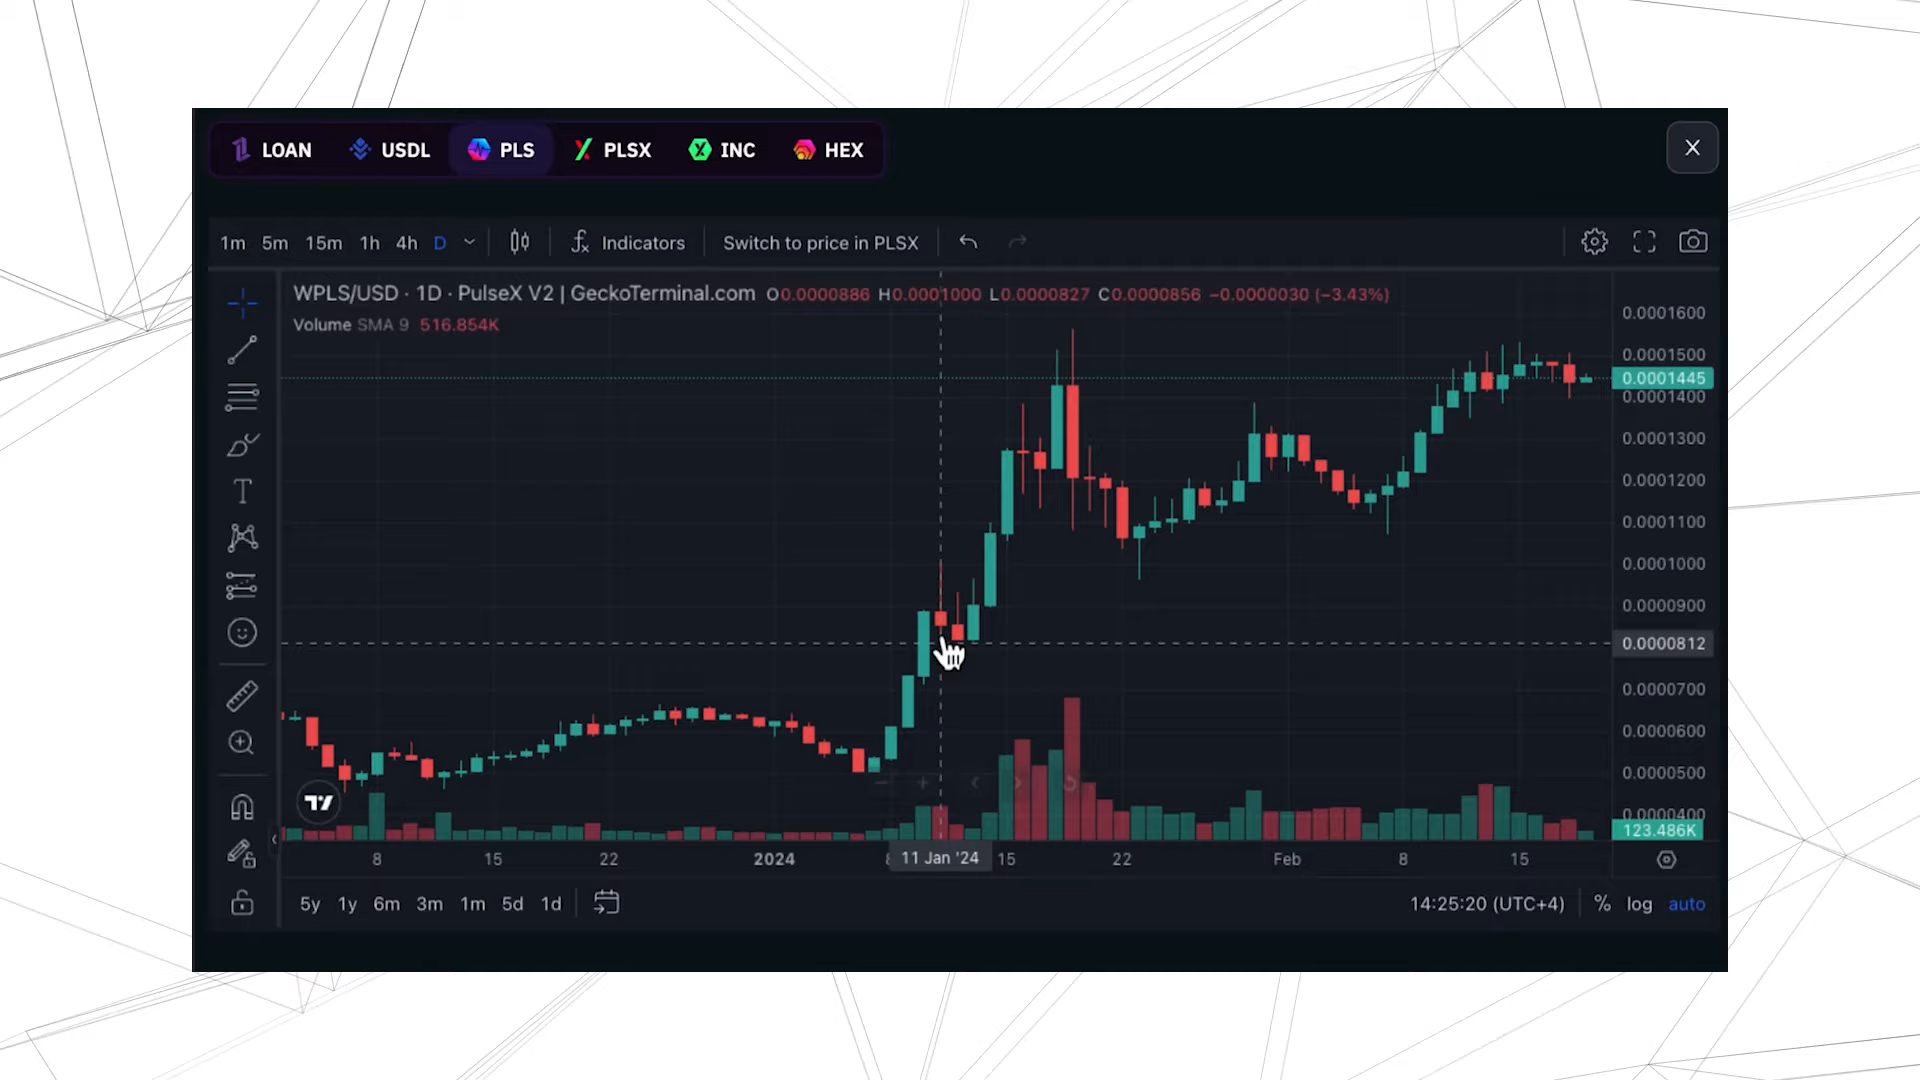 LOAN USDL PLS PLSX INC HEX X
1m 5m 15m 1h 4h D Indicators Switch to price in PLSX
WPLS/USD · 1D · PulseX V2 | GeckoTerminal.com O0.0000886 H0.0001000 L0.0000827 C0.0000856 −0.0000030 (−3.43%)
Volume SMA 9 516.854K
0.0001600
0.0001500
0.0001445
0.0001400
0.0001300
0.0001200
0.0001100
0.0001000
0.0000900
0.0000812
0.0000700
0.0000600
0.0000500
0.0000400
123.486K
8 15 22 2024 11 Jan '24 15 22 Feb 8 15
5y 1y 6m 3m 1m 5d 1d 14:25:20 (UTC+4) % log auto